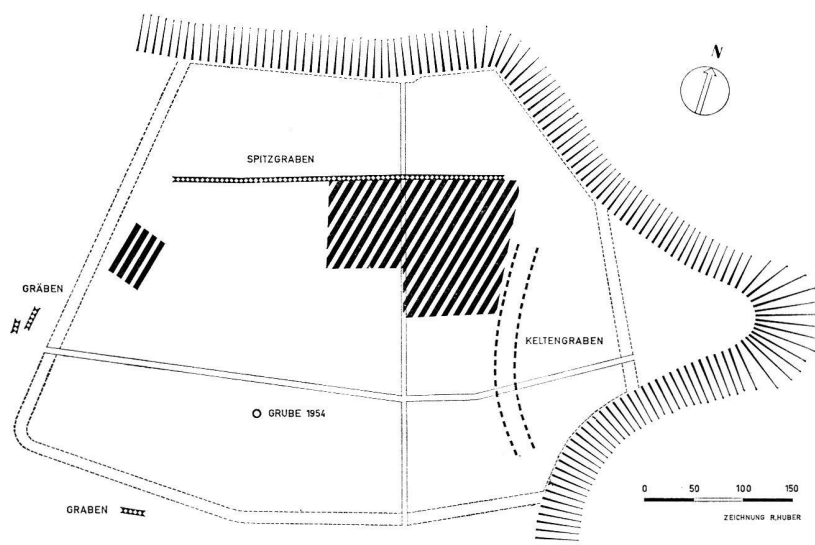 N
SPITZGRABEN
GRÄBEN
KELTENGRABEN
GRUBE 1954
GRABEN
0 50 100 150
ZEICHNUNG R.HUBER